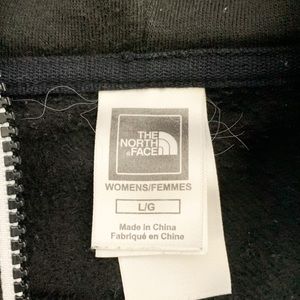 THE
NORTH
FACE
WOMENS/FEMMES
L/G
Made in China
Fabriqué en Chine